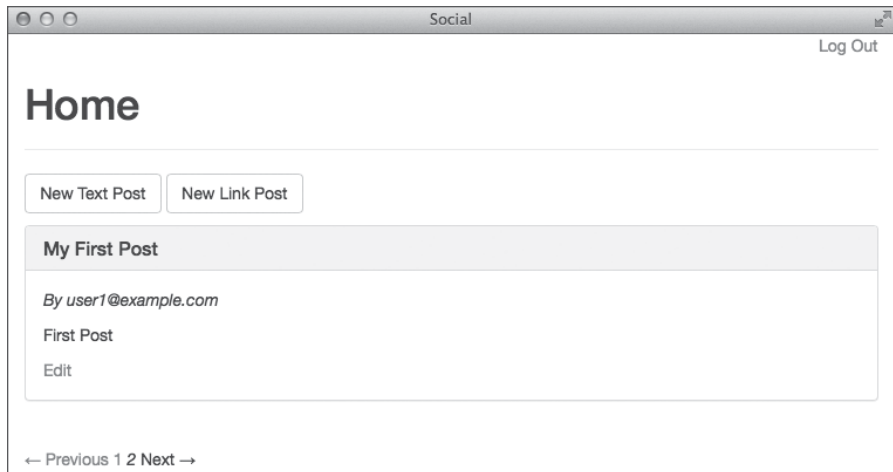 Social
Log Out
Home
New Text Post New Link Post
My First Post
By user1@example.com
First Post
Edit
← Previous 1 2 Next →